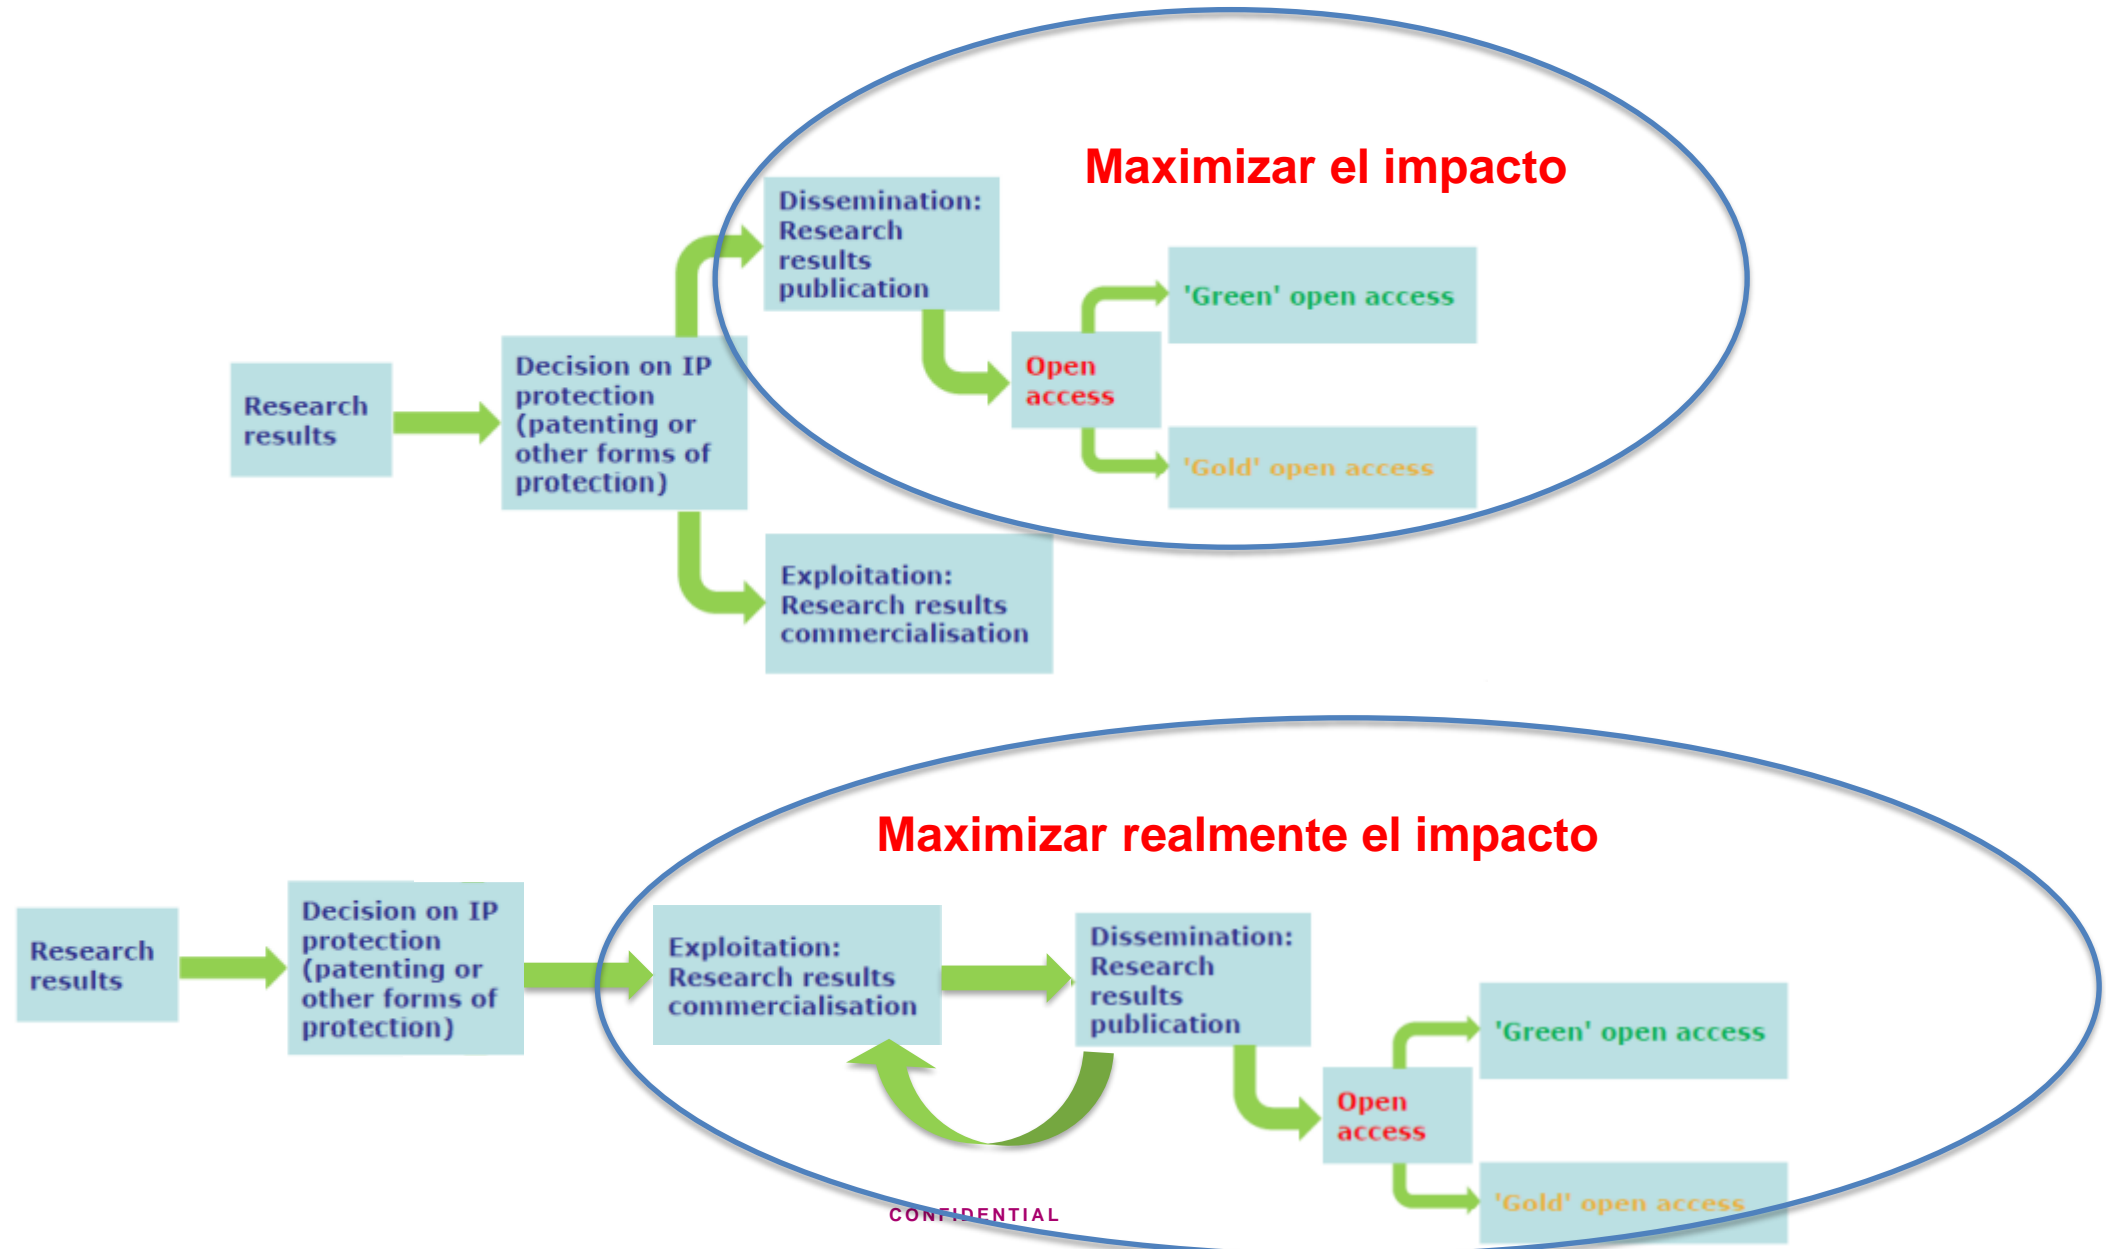 Maximizar el impacto
Dissemination:
Research
results
publication
'Green' open access
Open
access
'Gold' open access
Decision on IP
protection
(patenting or
other forms of
protection)
Research
results
Exploitation:
Research results
commercialisation
Maximizar realmente el impacto
Research
results
Decision on IP
protection
(patenting or
other forms of
protection)
Exploitation:
Research results
commercialisation
Dissemination:
Research
results
publication
'Green' open access
Open
access
'Gold' open access
CONFIDENTIAL